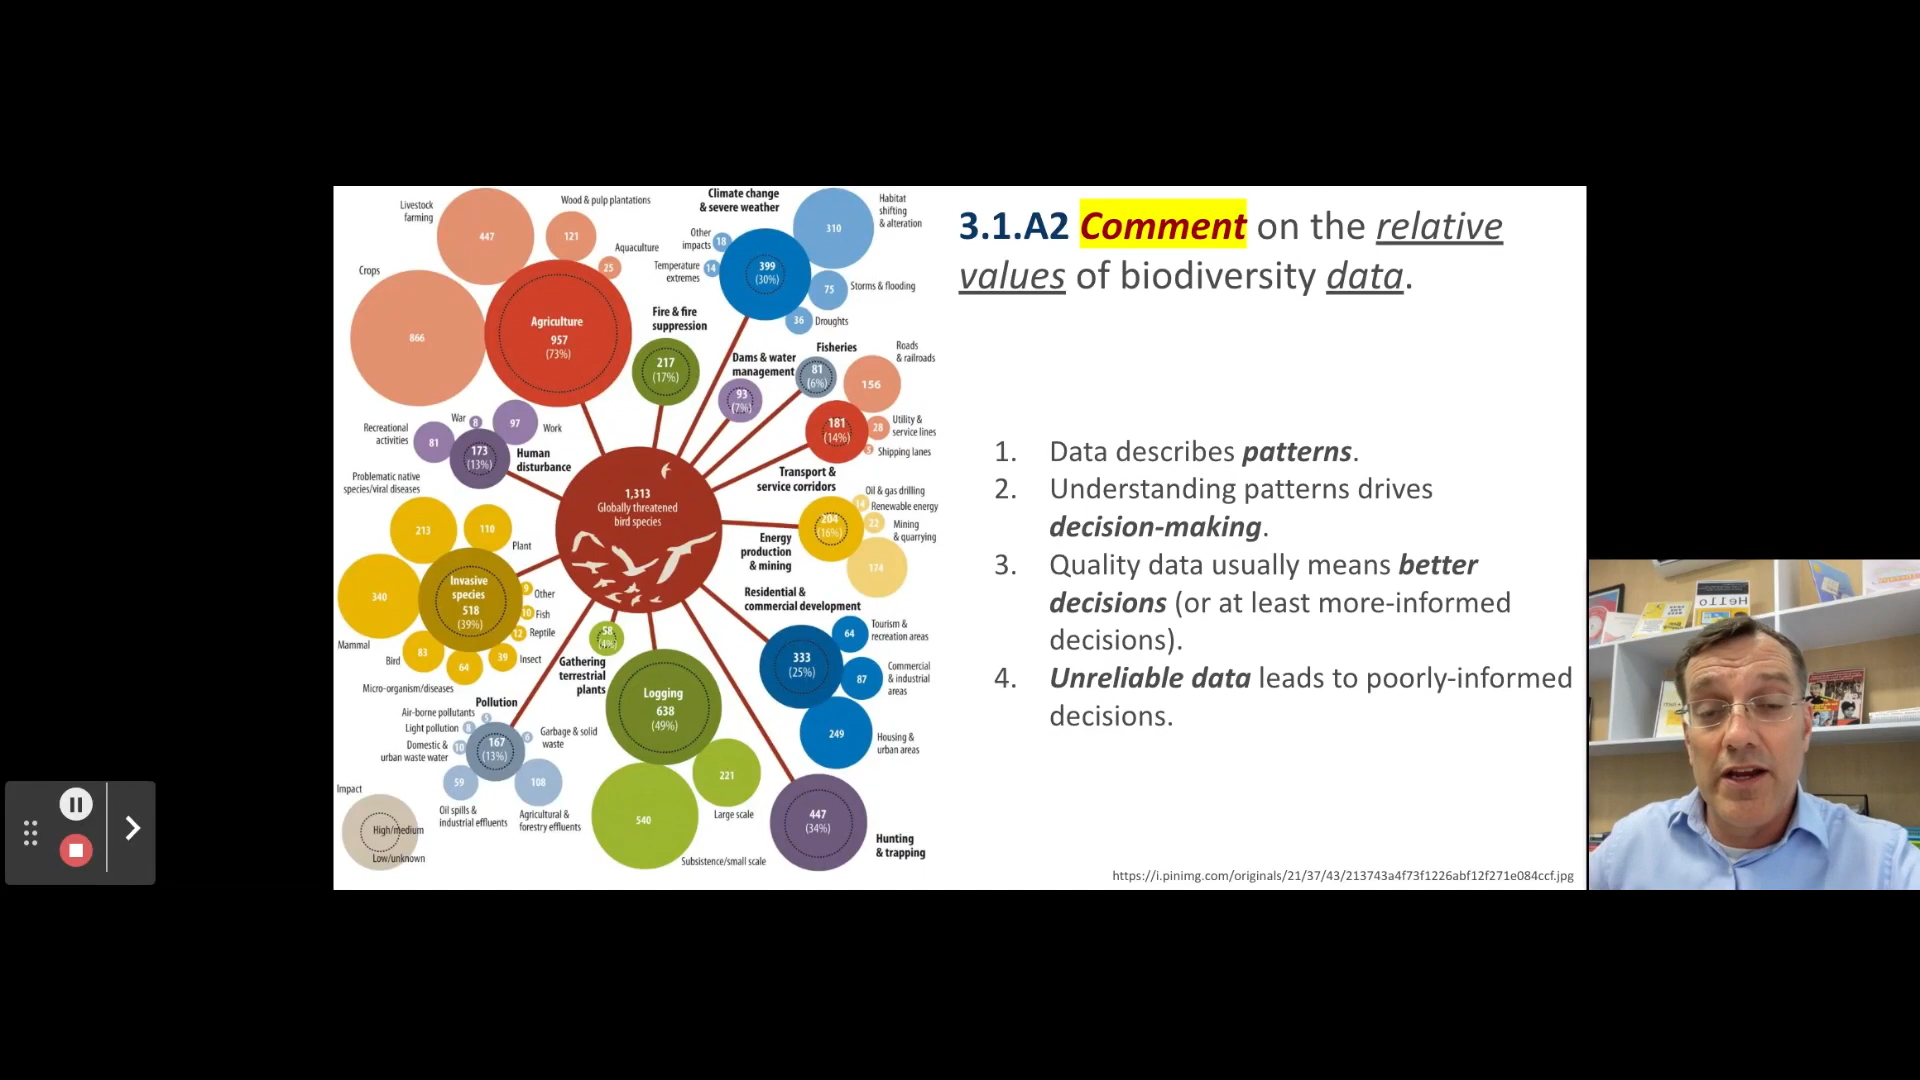 Livestock
farming
447
Wood & pulp plantations
121
Aquaculture
25
Crops
866
Agriculture
957
(73%)
Climate change
& severe weather
Habitat
shifting
& alteration
310
Other
impacts
18
Temperature
extremes
14
399
(30%)
75
Storms & flooding
36
Droughts
Fire & fire
suppression
217
(17%)
Dams & water
management
93
(7%)
Fisheries
81
(6%)
Roads
& railroads
156
181
(14%)
28
Utility &
service lines
5
Shipping lanes
Transport &
service corridors
War
8
97
Work
Recreational
activities
81
173
(13%)
Human
disturbance
1,313
Globally threatened
bird species
Oil & gas drilling
14
Renewable energy
22
Mining
& quarrying
174
204
(16%)
Energy
production
& mining
Problematic native
species/viral diseases
213
110
Plant
340
Mammal
Invasive
species
518
(39%)
9
Other
10
Fish
12
Reptile
39
Insect
83
Bird
64
Micro-organism/diseases
58
(4%)
Gathering
terrestrial
plants
Residential &
commercial development
333
(25%)
64
Tourism &
recreation areas
87
Commercial
& industrial
areas
249
Housing &
urban areas
Pollution
Air-borne pollutants
Light pollution
Domestic &
urban waste water
10
167
(13%)
6
Garbage & solid
waste
59
108
Oil spills &
industrial effluents
Agricultural &
forestry effluents
Logging
638
(49%)
221
Large scale
540
Subsistence/small scale
447
(34%)
Hunting
& trapping
Impact
High/medium
Low/unknown
3.1.A2 Comment on the relative
values of biodiversity data.
1. Data describes patterns.
2. Understanding patterns drives
decision-making.
3. Quality data usually means better
decisions (or at least more-informed
decisions).
4. Unreliable data leads to poorly-informed
decisions.
https://i.pinimg.com/originals/21/37/43/213743a4f73f1226abf12f271e084ccf.jpg
Hello